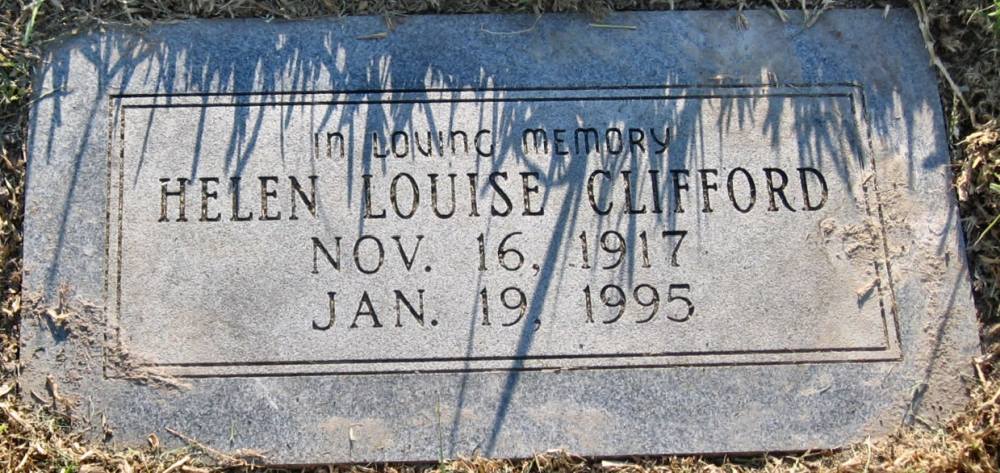 In Loving Memory
HELEN LOUISE CLIFFORD
NOV. 16, 1917
JAN. 19, 1995